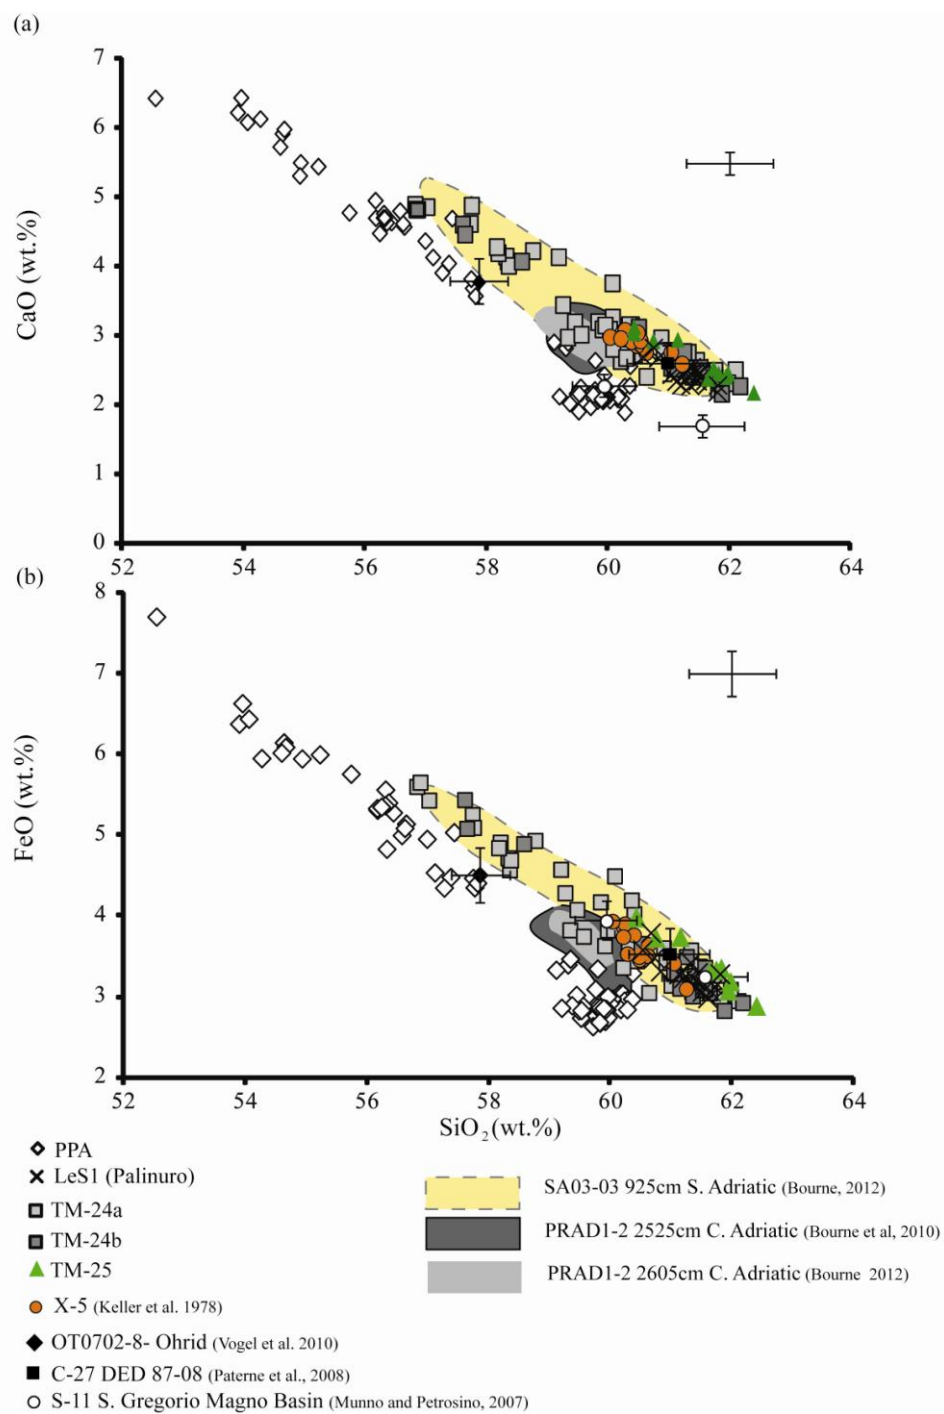 (a)
7
6
5
4
3
2
1
0
CaO (wt.%)
52 54 56 58 60 62 64
(b)
8
7
6
5
4
3
2
FeO (wt.%)
52 54 56 58 60 62 64
SiO2 (wt.%)
PPA
LeS1 (Palinuro)
TM-24a
TM-24b
TM-25
X-5 (Keller et al. 1978)
OT0702-8- Ohrid (Vogel et al. 2010)
C-27 DED 87-08 (Paterne et al., 2008)
S-11 S. Gregorio Magno Basin (Munno and Petrosino, 2007)
SA03-03 925cm S. Adriatic (Bourne, 2012)
PRAD1-2 2525cm C. Adriatic (Bourne et al, 2010)
PRAD1-2 2605cm C. Adriatic (Bourne 2012)